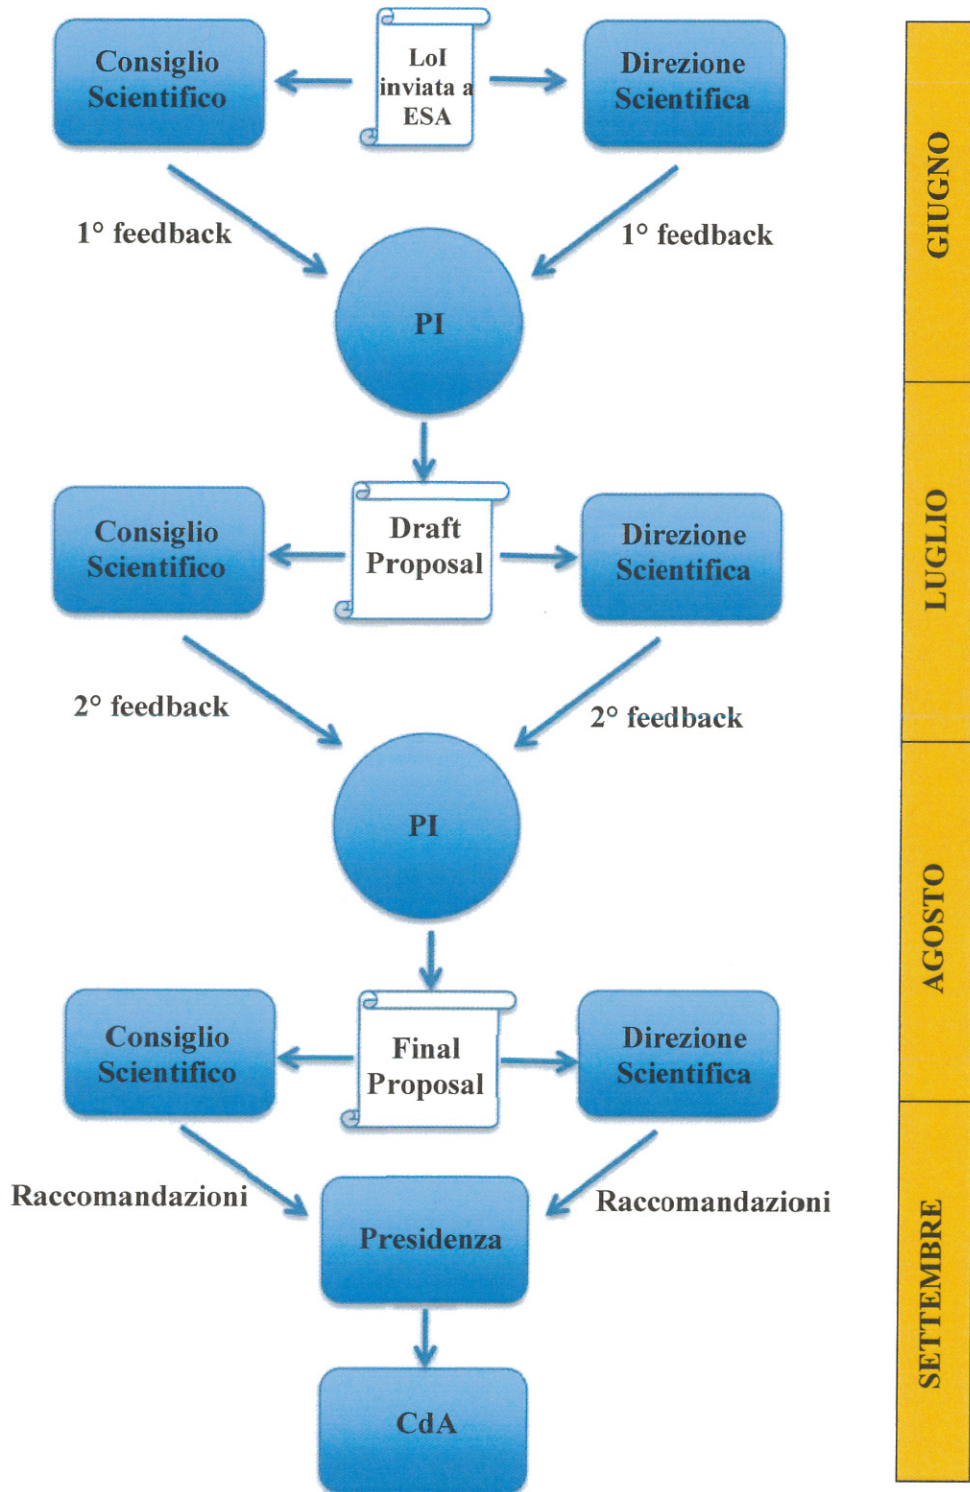 Consiglio
Scientifico
LoI
inviata a
ESA
Direzione
Scientifica
1° feedback
1° feedback
PI
Consiglio
Scientifico
Draft
Proposal
Direzione
Scientifica
2° feedback
2° feedback
PI
Consiglio
Scientifico
Final
Proposal
Direzione
Scientifica
Raccomandazioni
Raccomandazioni
Presidenza
CdA
GIUGNO
LUGLIO
AGOSTO
SETTEMBRE